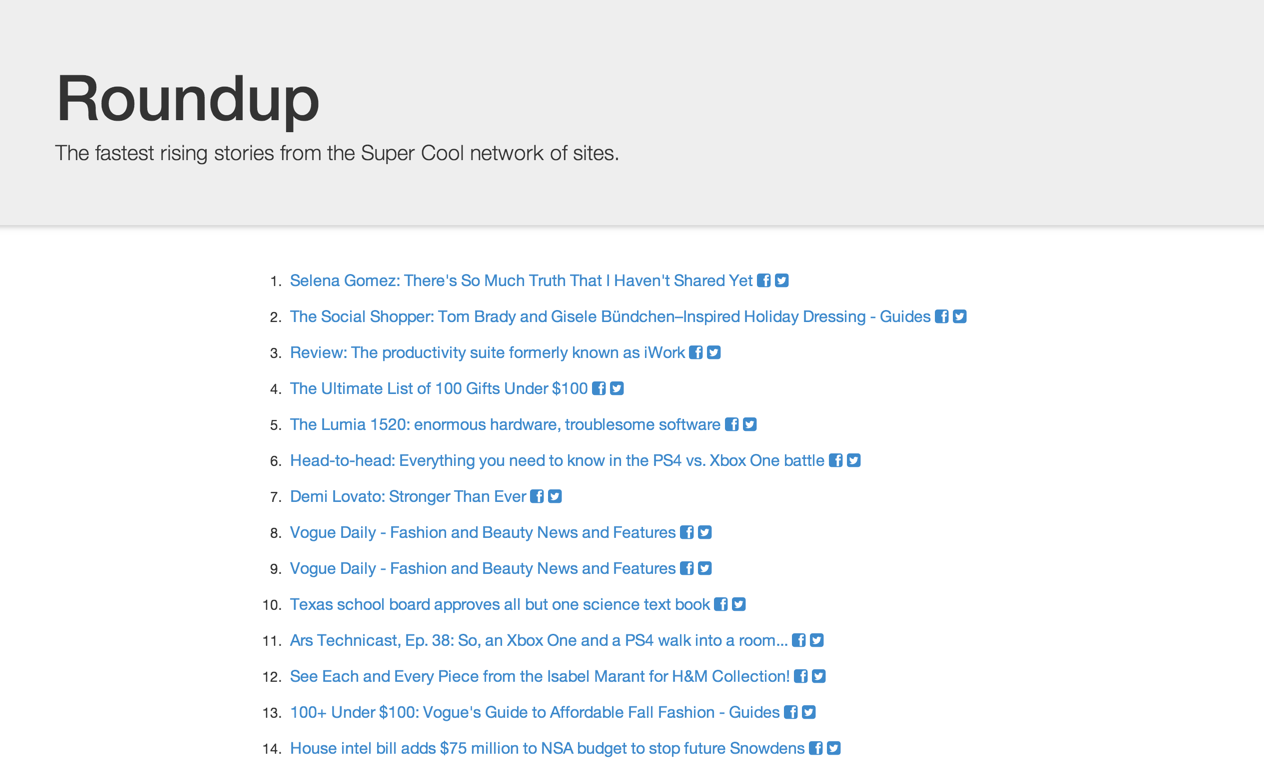 Roundup
The fastest rising stories from the Super Cool network of sites.
1. Selena Gomez: There's So Much Truth That I Haven't Shared Yet
2. The Social Shopper: Tom Brady and Gisele Bündchen–Inspired Holiday Dressing - Guides
3. Review: The productivity suite formerly known as iWork
4. The Ultimate List of 100 Gifts Under $100
5. The Lumia 1520: enormous hardware, troublesome software
6. Head-to-head: Everything you need to know in the PS4 vs. Xbox One battle
7. Demi Lovato: Stronger Than Ever
8. Vogue Daily - Fashion and Beauty News and Features
9. Vogue Daily - Fashion and Beauty News and Features
10. Texas school board approves all but one science text book
11. Ars Technicast, Ep. 38: So, an Xbox One and a PS4 walk into a room...
12. See Each and Every Piece from the Isabel Marant for H&M Collection!
13. 100+ Under $100: Vogue's Guide to Affordable Fall Fashion - Guides
14. House intel bill adds $75 million to NSA budget to stop future Snowdens